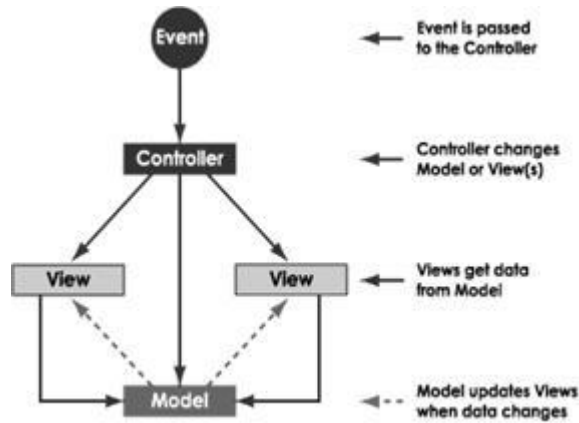 Event
Event is passed
to the Controller
Controller
Controller changes
Model or View(s)
View
View
Views get data
from Model
Model
Model updates Views
when data changes